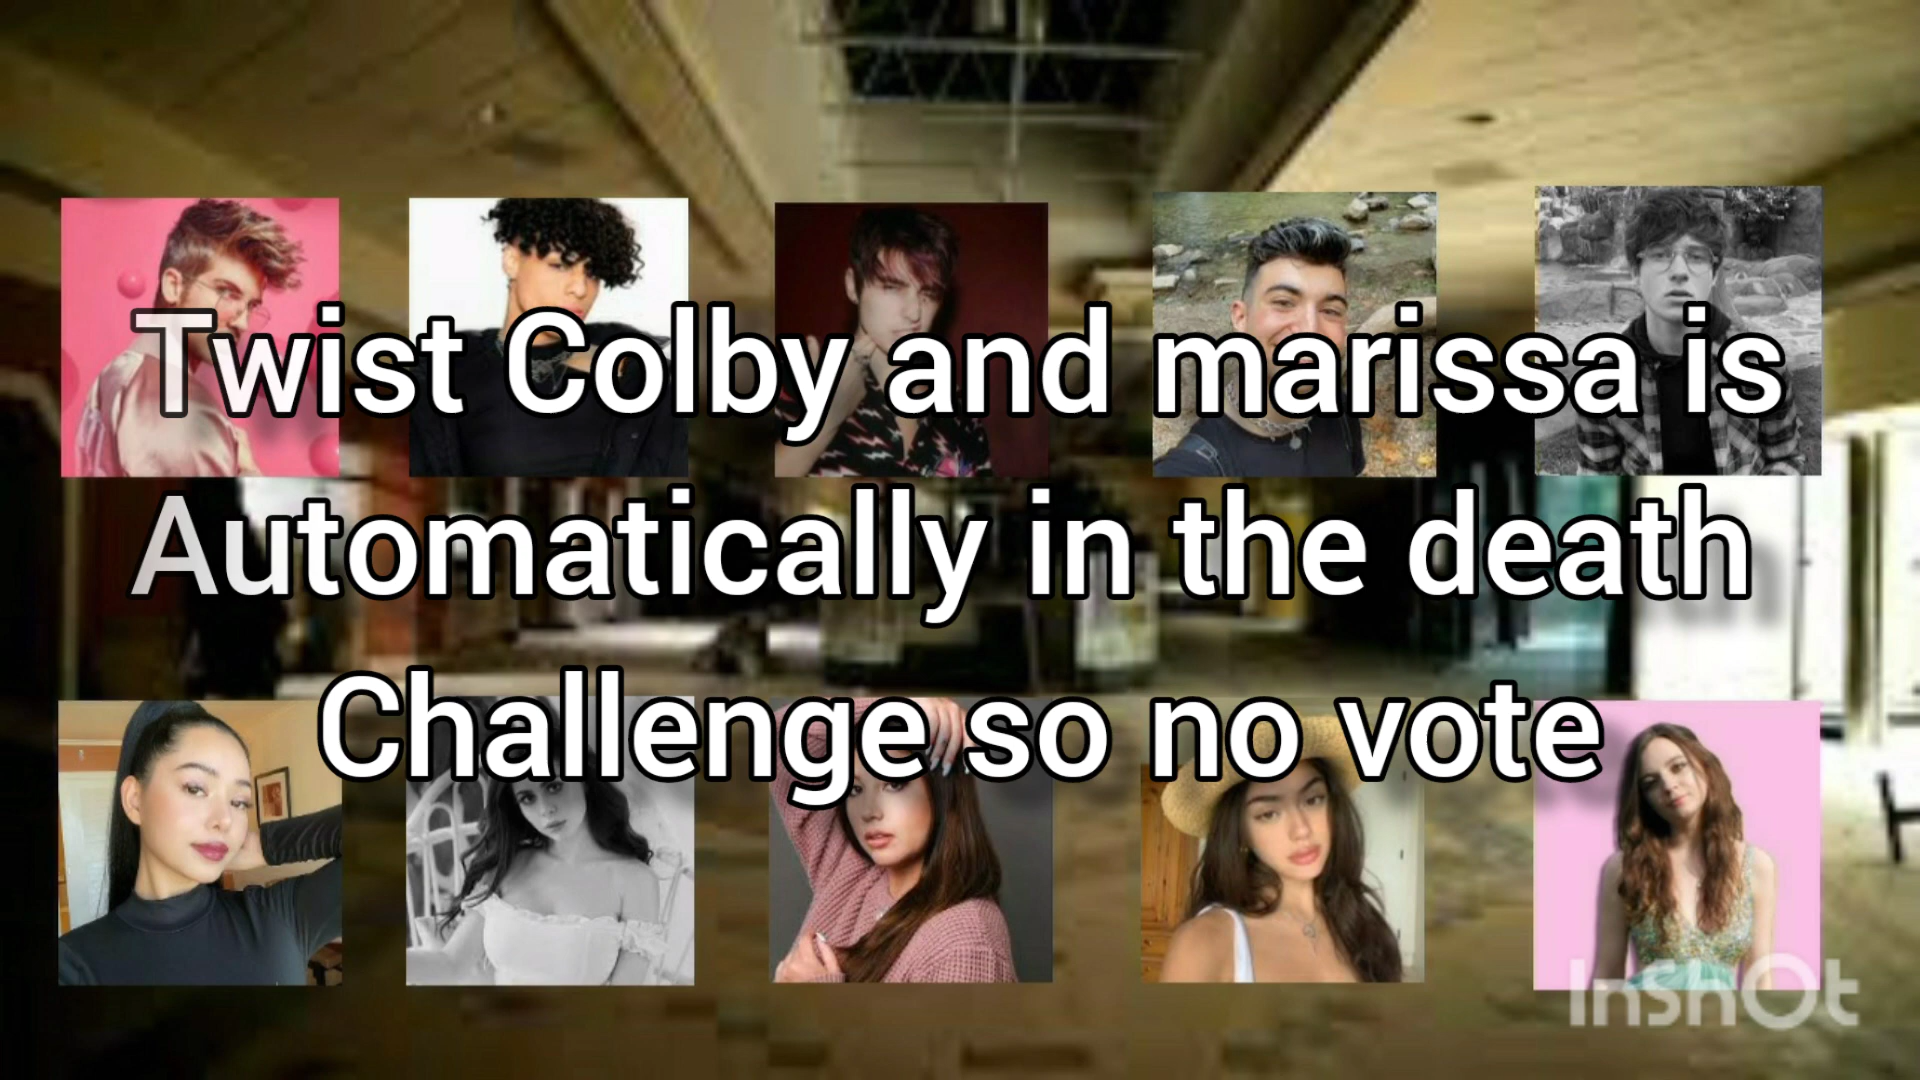 Twist Colby and marissa is
Automatically in the death
Challenge so no vote
InShOt